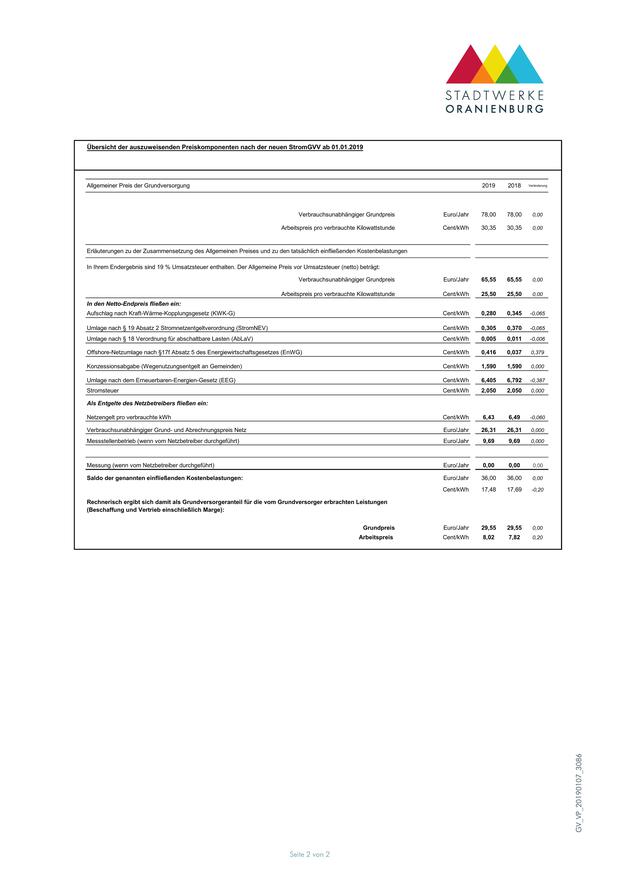 STADTWERKE
ORANIENBURG
Übersicht der auszuweisenden Preiskomponenten nach der neuen StromGVV ab 01.01.2019
Allgemeiner Preis der Grundversorgung 2019 2018 Veränderung
Verbrauchsunabhängiger Grundpreis Euro/Jahr 78,00 78,00 0,00
Arbeitspreis pro verbrauchte Kilowattstunde Cent/kWh 30,35 30,35 0,00
Erläuterungen zu der Zusammensetzung des Allgemeinen Preises und zu den tatsächlich einfließenden Kostenbelastungen
In Ihrem Endergebnis sind 19 % Umsatzsteuer enthalten. Der Allgemeine Preis vor Umsatzsteuer (netto) beträgt:
Verbrauchsunabhängiger Grundpreis Euro/Jahr 65,55 65,55 0,00
Arbeitspreis pro verbrauchte Kilowattstunde Cent/kWh 25,50 25,50 0,00
In den Netto-Endpreis fließen ein:
Aufschlag nach Kraft-Wärme-Kopplungsgesetz (KWK-G) Cent/kWh 0,280 0,345 -0,065
Umlage nach § 19 Absatz 2 Stromnetzentgeltverordnung (StromNEV) Cent/kWh 0,305 0,370 -0,065
Umlage nach § 18 Verordnung für abschaltbare Lasten (AbLaV) Cent/kWh 0,005 0,011 -0,006
Offshore-Netzumlage nach §17f Absatz 5 des Energiewirtschaftsgesetzes (EnWG) Cent/kWh 0,416 0,037 0,379
Konzessionsabgabe (Wegenutzungsentgelt an Gemeinden) Cent/kWh 1,590 1,590 0,000
Umlage nach dem Erneuerbaren-Energien-Gesetz (EEG) Cent/kWh 6,405 6,792 -0,387
Stromsteuer Cent/kWh 2,050 2,050 0,000
Als Entgelte des Netzbetreibers fließen ein:
Netzengelt pro verbrauchte kWh Cent/kWh 6,43 6,49 -0,060
Verbrauchsunabhängiger Grund- und Abrechnungspreis Netz Euro/Jahr 26,31 26,31 0,000
Messstellenbetrieb (wenn vom Netzbetreiber durchgeführt) Euro/Jahr 9,69 9,69 0,000
Messung (wenn vom Netzbetreiber durchgeführt) Euro/Jahr 0,00 0,00 0,00
Saldo der genannten einfließenden Kostenbelastungen: Euro/Jahr 36,00 36,00 0,00
Cent/kWh 17,48 17,69 -0,20
Rechnerisch ergibt sich damit als Grundversorgeranteil für die vom Grundversorger erbrachten Leistungen
(Beschaffung und Vertrieb einschließlich Marge):
Grundpreis Euro/Jahr 29,55 29,55 0,00
Arbeitspreis Cent/kWh 8,02 7,82 0,20
GV_VP_20190107_3086
Seite 2 von 2